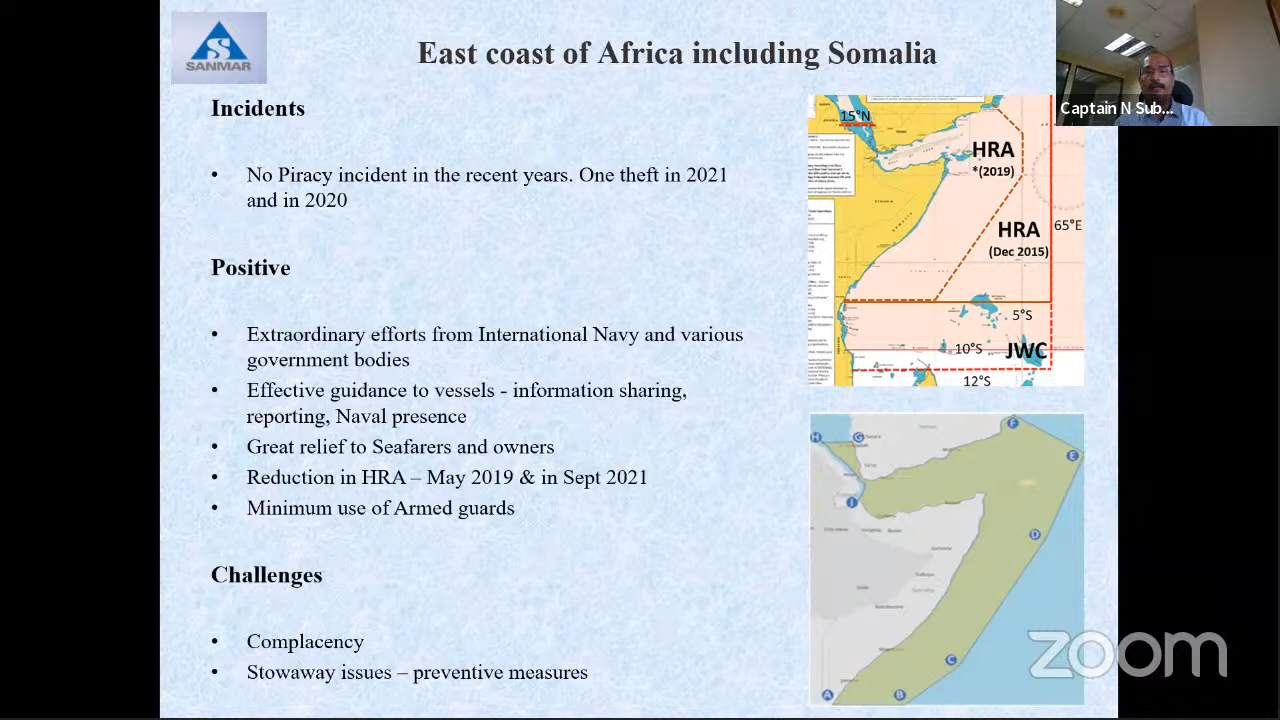 SANMAR
East coast of Africa including Somalia
Captain N Sub...
Incidents
• No Piracy incident in the recent years. One theft in 2021
and in 2020
Positive
• Extraordinary efforts from International Navy and various
governmental bodies
Effective guidance to vessels - information sharing,
reporting, Naval presence
• Great relief to Seafarers and owners
• Reduction in HRA – May 2019 & in Sept 2021
• Minimum use of Armed guards
Challenges
• Complacency
• Stowaway issues – preventive measures
15°N
HRA
*(2019)
65°E
HRA
(Dec 2015)
5°S
10°S
JWC
12°S
H
G
F
E
I
D
C
A
B
zoom